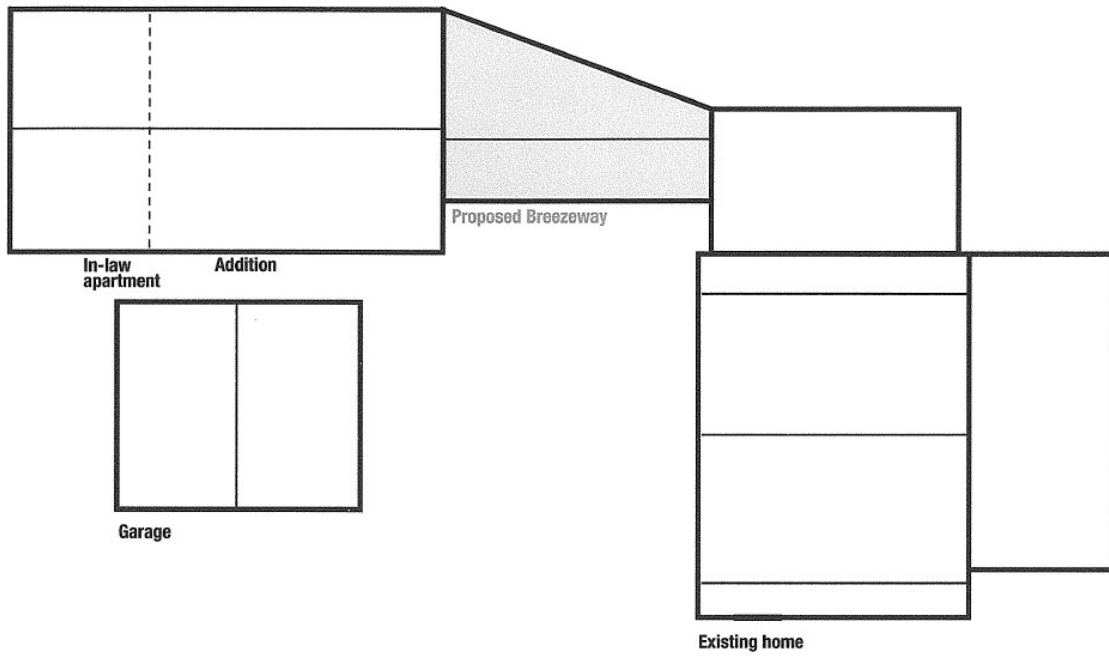 Proposed Breezeway
In-law
apartment
Addition
Garage
Existing home